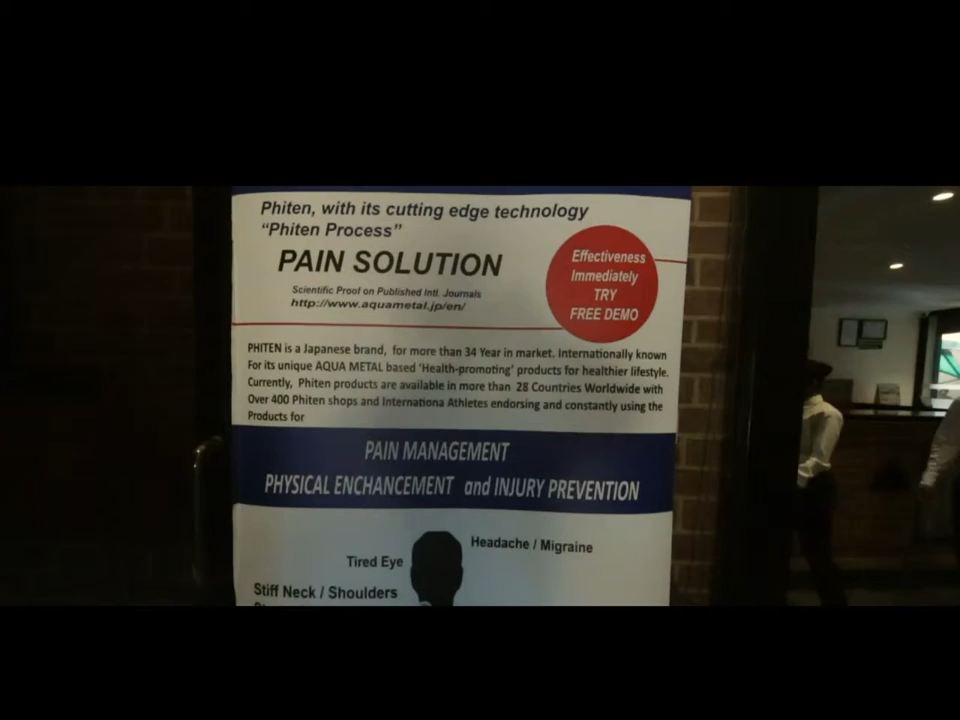 Phiten, with its cutting edge technology
“Phiten Process”
PAIN SOLUTION
Scientific Proof on Published Intl. Journals
http://www.aquametal.jp/en/
Effectiveness
Immediately
TRY
FREE DEMO
PHITEN is a Japanese brand, for more than 34 Year in market. Internationally known
For its unique AQUA METAL based ‘Health-promoting’ products for healthier lifestyle.
Currently, Phiten products are available in more than 28 Countries Worldwide with
Over 400 Phiten shops and Internationa Athletes endorsing and constantly using the
Products for
PAIN MANAGEMENT
PHYSICAL ENCHANCEMENT and INJURY PREVENTION
Headache / Migraine
Tired Eye
Stiff Neck / Shoulders